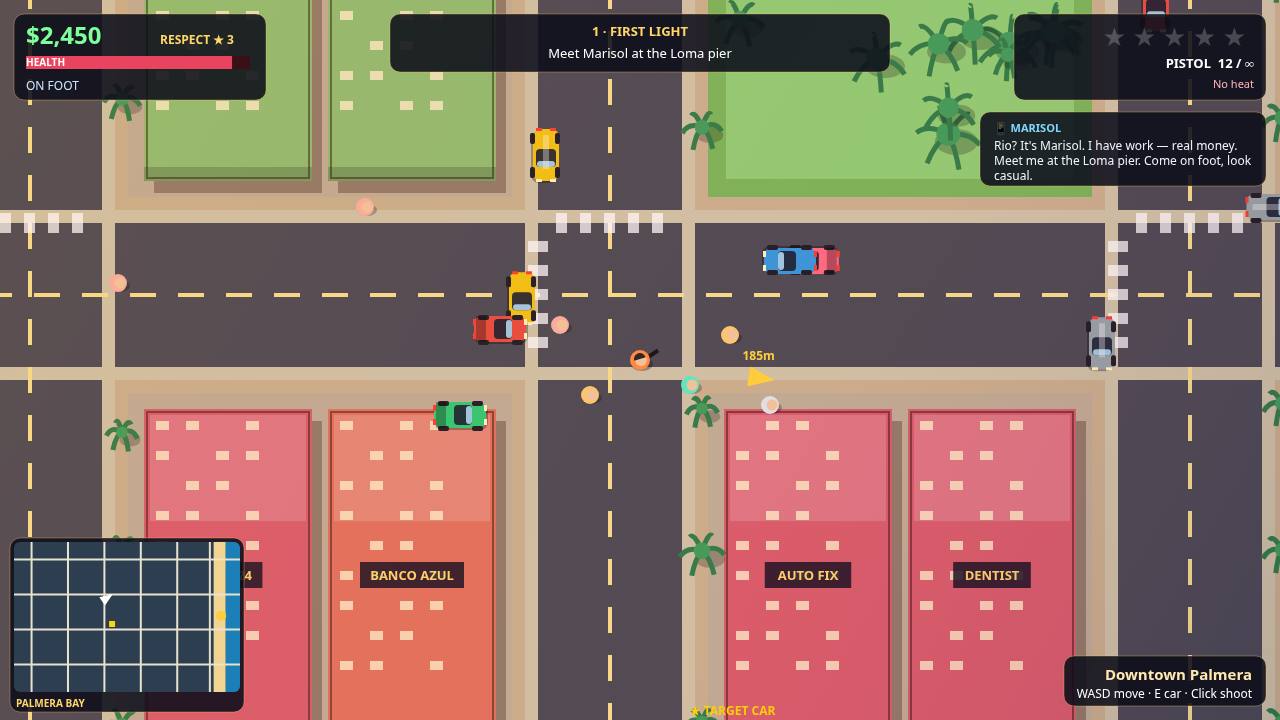 $2,450
RESPECT ★ 3
HEALTH
ON FOOT
1 · FIRST LIGHT
Meet Marisol at the Loma pier
★ ★ ★ ★ ★
PISTOL 12 / ∞
No heat
📱 MARISOL
Rio? It's Marisol. I have work — real money.
Meet me at the Loma pier. Come on foot, look
casual.
185m
4
BANCO AZUL
AUTO FIX
DENTIST
PALMERA BAY
★ TARGET CAR
Downtown Palmera
WASD move · E car · Click shoot